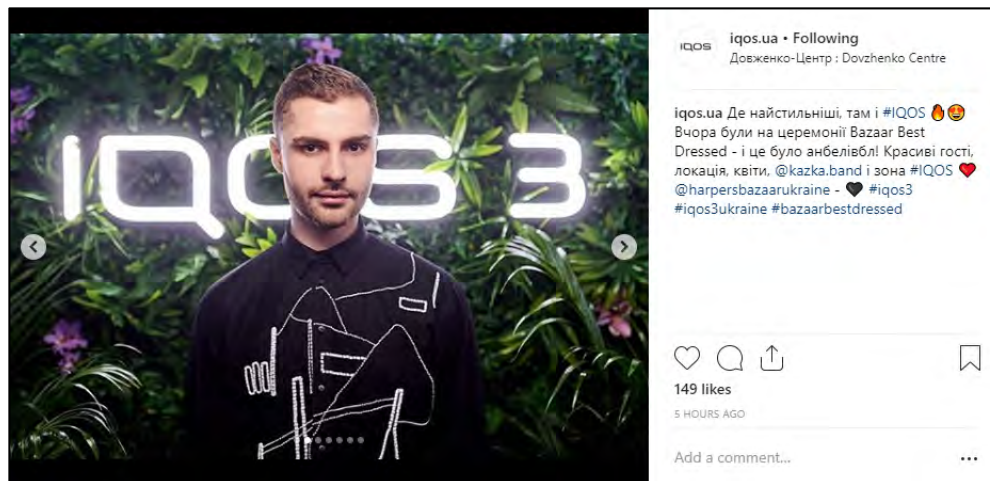 IQOS 3
IQOS
iqos.ua • Following
Довженко-Центр : Dovzhenko Centre
iqos.ua Де найстильніші, там і #IQOS 🔥🤩
Вчора були на церемонії Bazaar Best
Dressed - і це було анбелівбл! Красиві гості,
локація, квіти, @kazka.band і зона #IQOS ❤️
@harpersbazaarukraine - 🖤 #iqos3
#iqos3ukraine #bazaarbestdressed
149 likes
5 HOURS AGO
Add a comment...